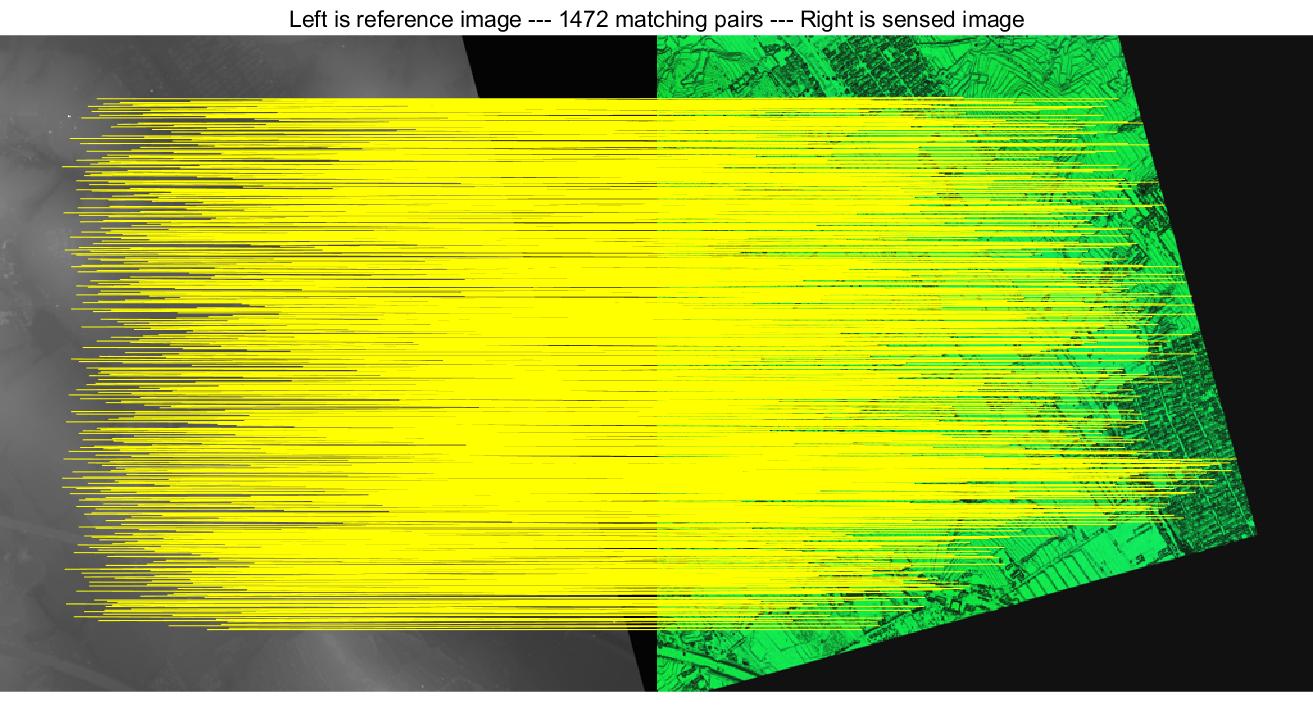 Left is reference image --- 1472 matching pairs --- Right is sensed image